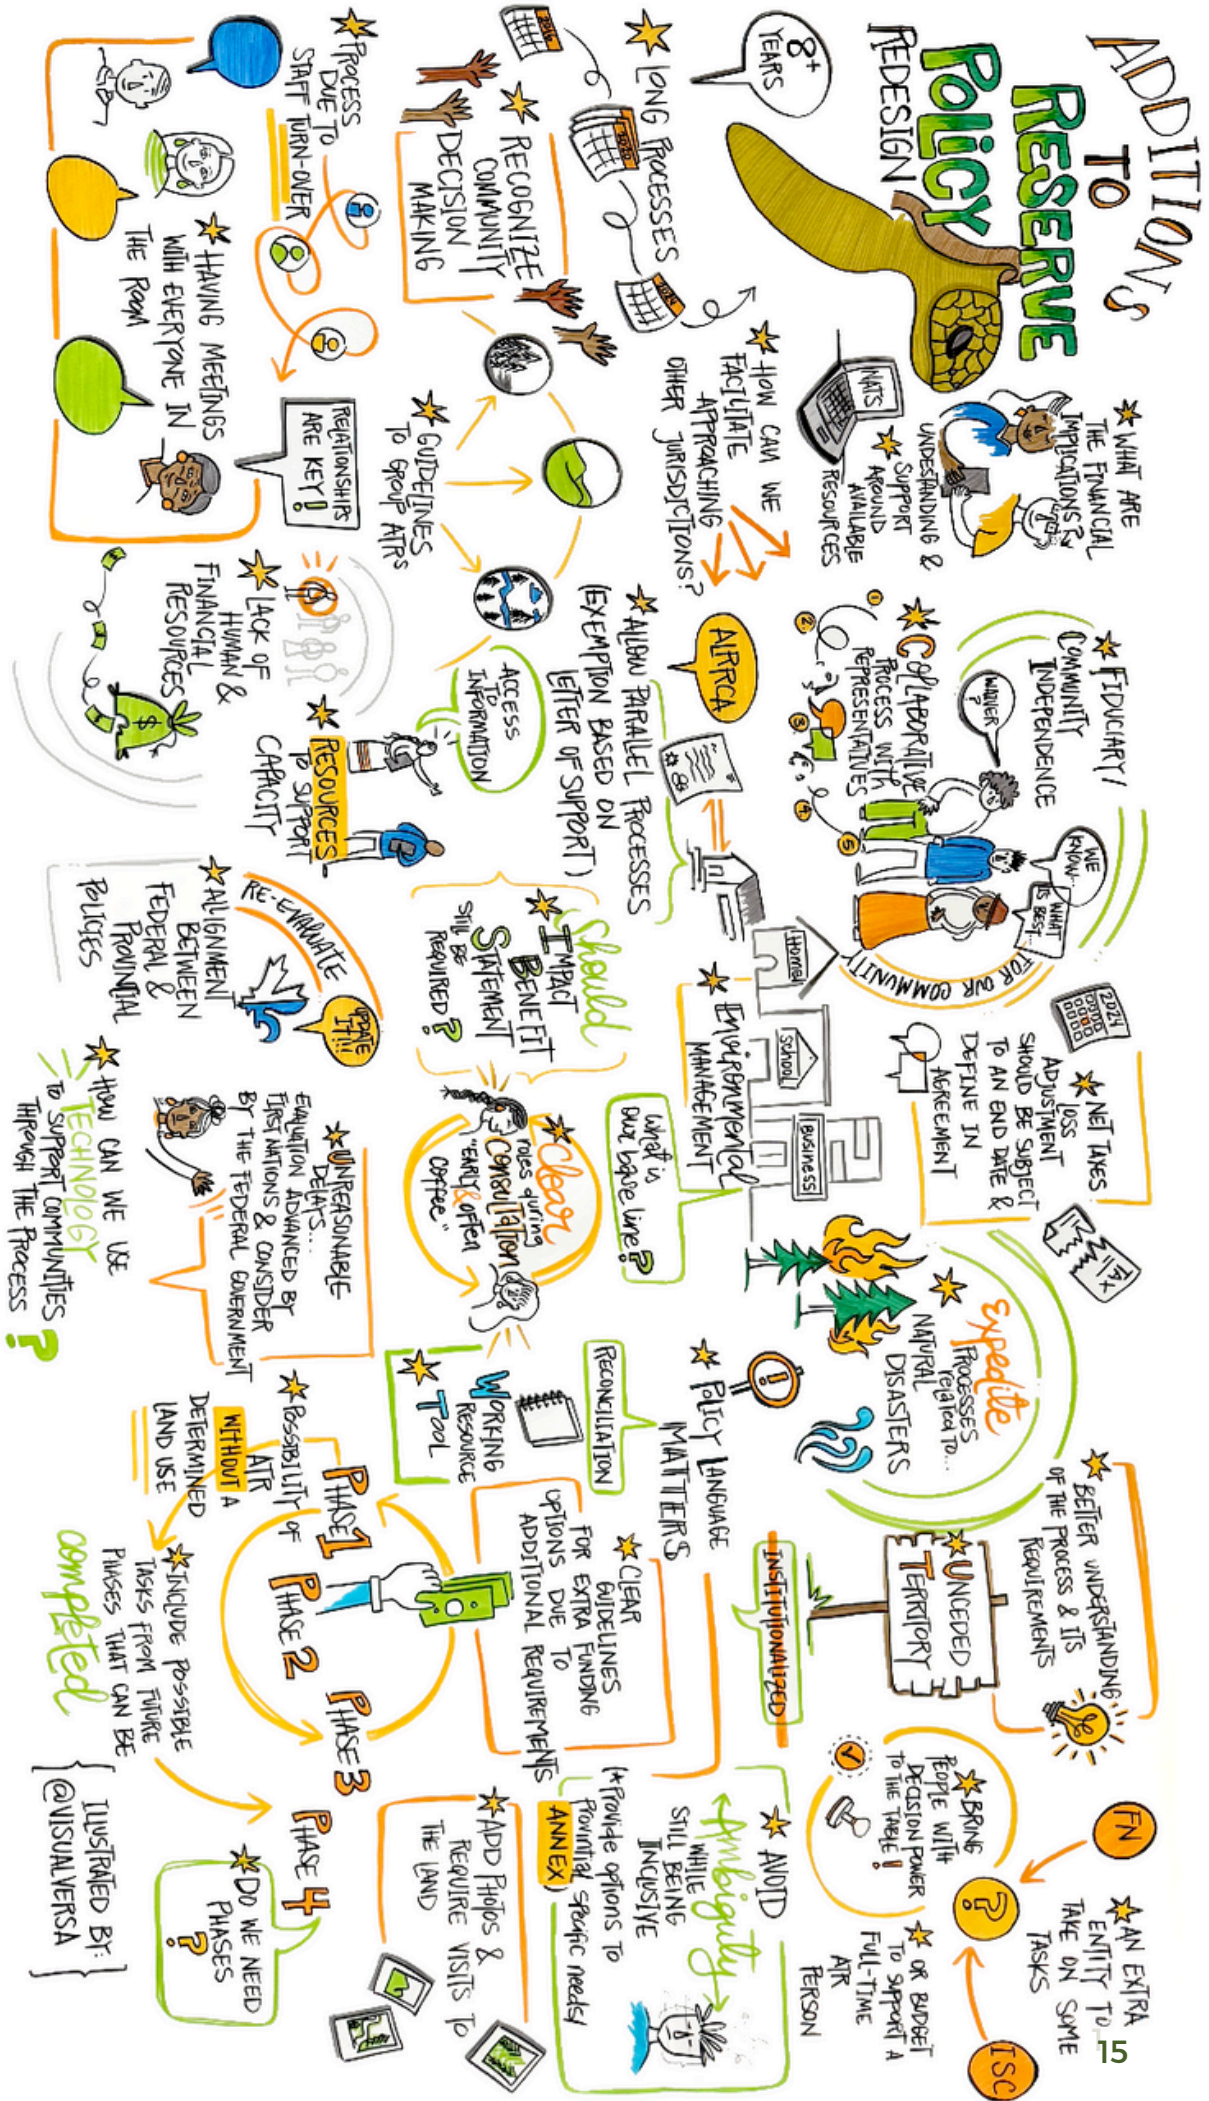 ADDITIONS
TO
RESERVE
POLICY
REDESIGN
8+
YEARS
LONG PROCESSES
2016
2020
2024
RECOGNIZE
COMMUNITY
DECISION
MAKING
PROCESS
DUE TO
STAFF TURN-OVER
HAVING MEETINGS
WITH EVERYONE IN
THE ROOM
RELATIONSHIPS
ARE KEY!
WHAT ARE
THE FINANCIAL
IMPLICATIONS?
NATS
UNDESTANDING &
SUPPORT
AROUND
AVAILABLE
RESOURCES
HOW CAN WE
FACILITATE
APPROACHING
OTHER JURISDICTIONS?
GUIDELINES
TO GROUP ATRS
LACK OF
HUMAN &
FINANCIAL
RESOURCES
$
FIDUCIARY/
COMMUNITY
INDEPENDENCE
WAIVER
?
WE
KNOW...
WHAT
IS BEST...
FOR OUR COMMUNITY
COLLABORATIVE
PROCESS WITH
REPRESENTATIVES
1
2
3
4
5
ALLOW PARALLEL PROCESSES
(EXEMPTION BASED ON
LETTER OF SUPPORT)
ACCESS
TO
INFORMATION
RESOURCES
TO SUPPORT
CAPACITY
2024
NET TAXES
LOSS
ADJUSTMENT
SHOULD BE SUBJECT
TO AN END DATE &
DEFINE IN
AGREEMENT
TAX
Home
School
BUSINESS
Environmental
MANAGEMENT
What is
our base line?
Should
IMPACT
BENEFIT
STATEMENT
STILL BE
REQUIRED?
Clear
roles during
Consultation
"EARLY & often
COFFEE"
RE-EVALUATE
UPDATE
IT!!!
ALIGNMENT
BETWEEN
FEDERAL &
PROVINTIAL
POLICIES
UNREASONABLE
DELAYS...
EVALUATION ADVANCED BY
FIRST NATIONS & CONSIDER
BY THE FEDERAL GOVERNMENT
HOW CAN WE USE
TECHNOLOGY
TO SUPPORT COMMUNITIES
THROUGH THE PROCESS
?
Expedite
PROCESSES
related to...
NATURAL
DISASTERS
BETTER UNDERSTANDING
OF THE PROCESS & ITS
REQUIREMENTS
UNCEDED
TERRITORY
INSTITUTIONALIZED
POLICY LANGUAGE
MATTERS
RECONCILIATION
WORKING
RESOURCE
TOOL
CLEAR
GUIDELINES
FOR EXTRA FUNDING
OPTIONS DUE TO
ADDITIONAL REQUIREMENTS
POSSIBILITY OF
ATR
WITHOUT A
DETERMINED
LAND USE
PHASE 1
PHASE 2
PHASE 3
PHASE 4
INCLUDE POSSIBLE
TASKS FROM FUTURE
PHASES THAT CAN BE
completed
DO WE NEED
PHASES
?
FN
?
ISC
AN EXTRA
ENTITY TO
TAKE ON SOME
TASKS
BRING
PEOPLE WITH
DECISION POWER
TO THE TABLE!
OR BUDGET
TO SUPPORT A
FULL-TIME
ATR
PERSON
AVOID
Ambiguity
WHILE
STILL BEING
INCLUSIVE
(*Provide options to
Provintial specific needs/
ANNEX)
ADD PHOTOS &
REQUIRE VISITS TO
THE LAND
ILLUSTRATED BY:
@VISUALVERSA
15